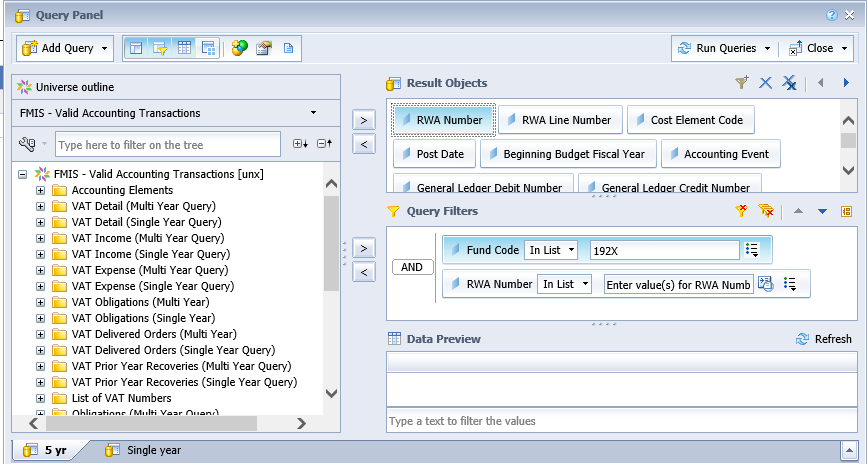 Query Panel
Add Query
Run Queries
Close
Universe outline
FMIS - Valid Accounting Transactions
Type here to filter on the tree
FMIS - Valid Accounting Transactions [unx]
Accounting Elements
VAT Detail (Multi Year Query)
VAT Detail (Single Year Query)
VAT Income (Multi Year Query)
VAT Income (Single Year Query)
VAT Expense (Multi Year Query)
VAT Expense (Single Year Query)
VAT Obligations (Multi Year)
VAT Obligations (Single Year)
VAT Delivered Orders (Multi Year)
VAT Delivered Orders (Single Year Query)
VAT Prior Year Recoveries (Multi Year Query)
VAT Prior Year Recoveries (Single Year Query)
List of VAT Numbers
Obligations (Multi Year Query)
> <
> <
Result Objects
RWA Number RWA Line Number Cost Element Code
Post Date Beginning Budget Fiscal Year Accounting Event
General Ledger Debit Number General Ledger Credit Number
Query Filters
AND
Fund Code In List 192X
RWA Number In List Enter value(s) for RWA Numb
Data Preview Refresh
Type a text to filter the values
5 yr Single year